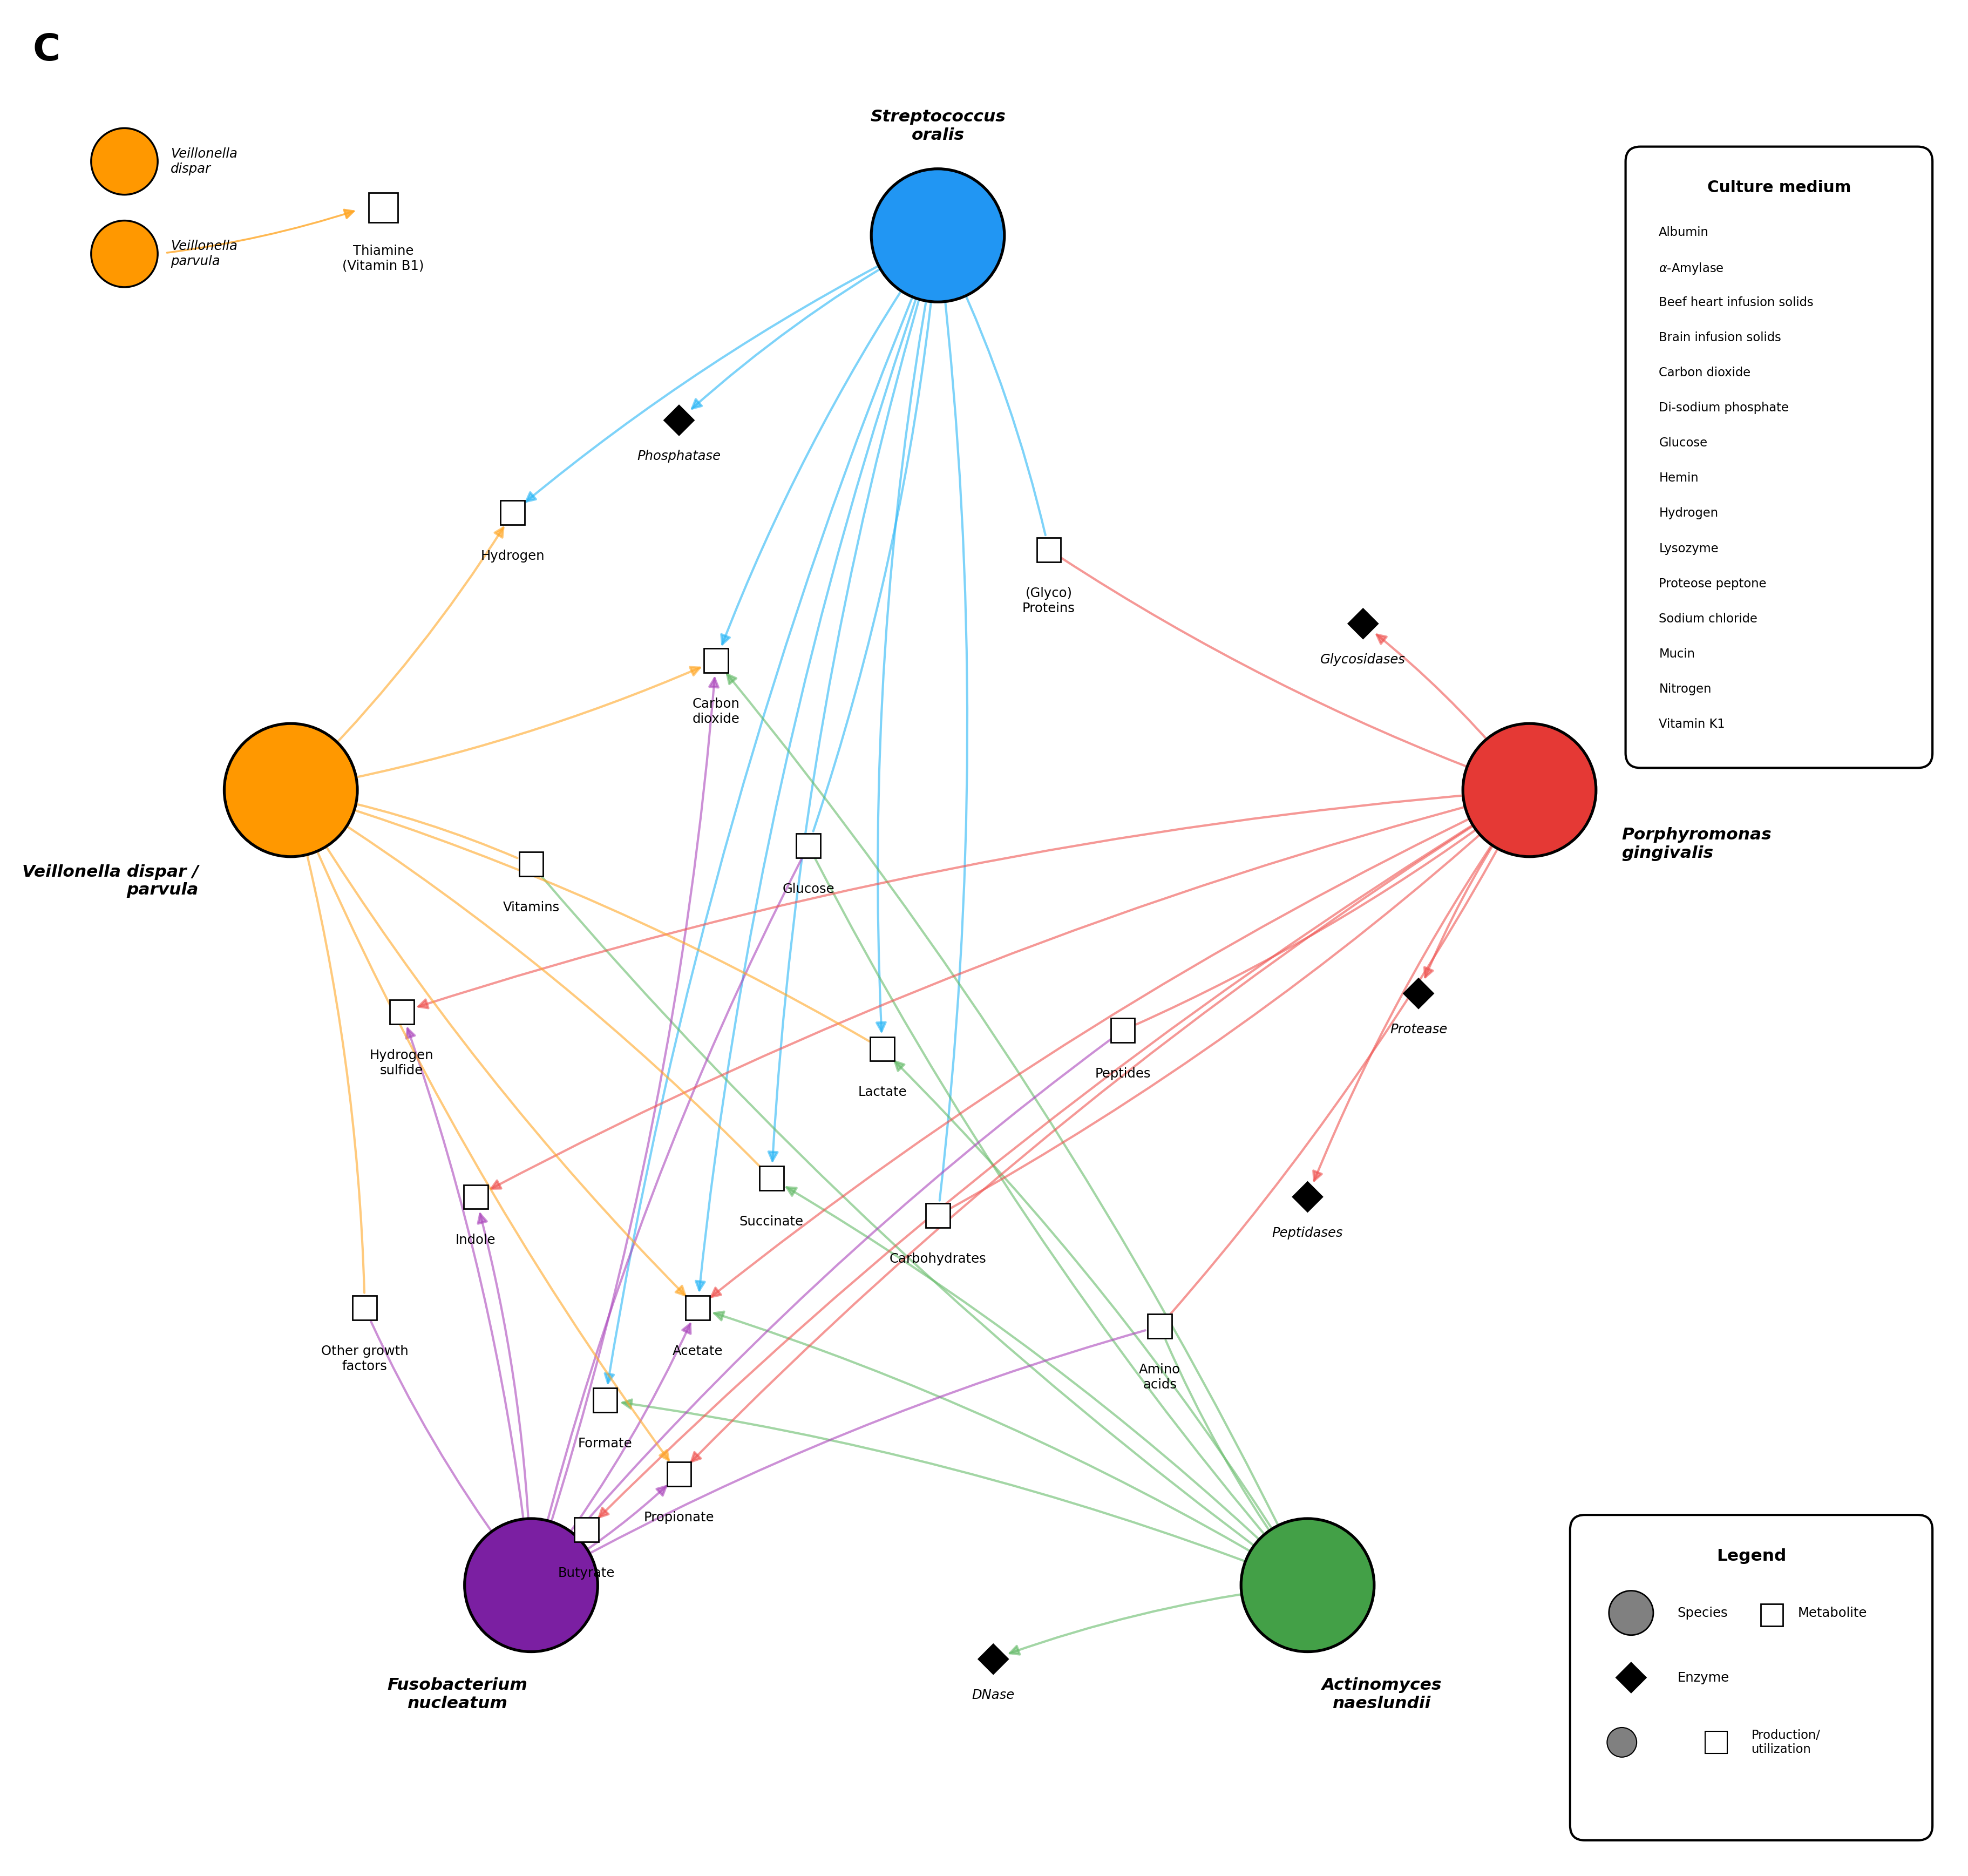 C
Streptococcus
oralis
Veillonella
dispar
Veillonella
parvula
Thiamine
(Vitamin B1)
Culture medium
Albumin
α-Amylase
Beef heart infusion solids
Brain infusion solids
Carbon dioxide
Di-sodium phosphate
Glucose
Hemin
Hydrogen
Lysozyme
Proteose peptone
Sodium chloride
Mucin
Nitrogen
Vitamin K1
Phosphatase
Hydrogen
(Glyco)
Proteins
Glycosidases
Carbon
dioxide
Porphyromonas
gingivalis
Veillonella dispar /
parvula
Vitamins
Glucose
Hydrogen
sulfide
Lactate
Peptides
Protease
Indole
Succinate
Carbohydrates
Peptidases
Other growth
factors
Acetate
Amino
acids
Formate
Propionate
Butyrate
Fusobacterium
nucleatum
DNase
Actinomyces
naeslundii
Legend
Species
Metabolite
Enzyme
Production/
utilization